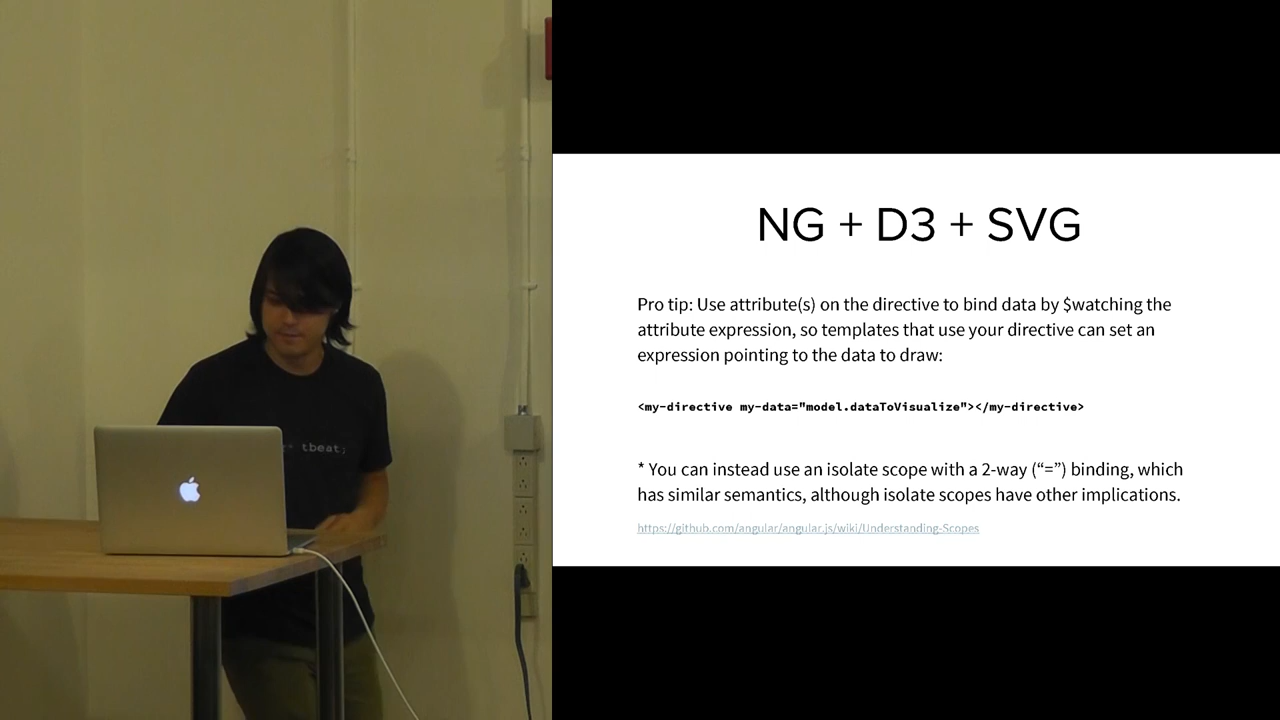 tbeat;
NG + D3 + SVG
Pro tip: Use attribute(s) on the directive to bind data by $watching the
attribute expression, so templates that use your directive can set an
expression pointing to the data to draw:
<my-directive my-data="model.dataToVisualize"></my-directive>
* You can instead use an isolate scope with a 2-way (“=”) binding, which
has similar semantics, although isolate scopes have other implications.
https://github.com/angular/angular.js/wiki/Understanding-Scopes